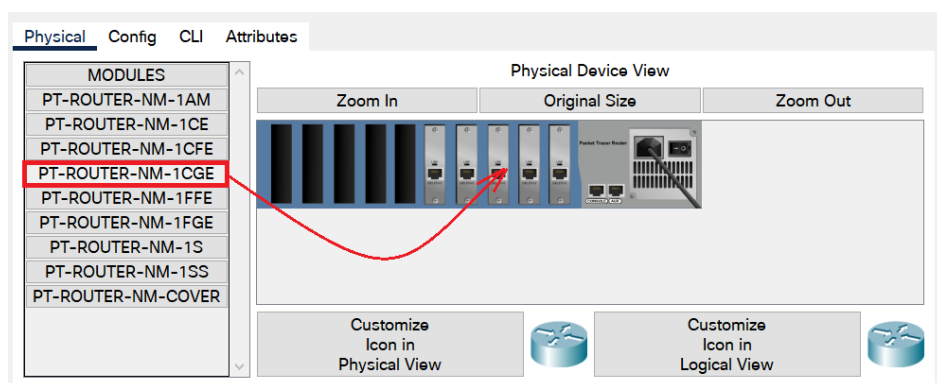 Physical Config CLI Attributes
MODULES
PT-ROUTER-NM-1AM
PT-ROUTER-NM-1CE
PT-ROUTER-NM-1CFE
PT-ROUTER-NM-1CGE
PT-ROUTER-NM-1FFE
PT-ROUTER-NM-1FGE
PT-ROUTER-NM-1S
PT-ROUTER-NM-1SS
PT-ROUTER-NM-COVER
Physical Device View
Zoom In Original Size Zoom Out
Packet Tracer Router
CONSOLE AUX
Customize
Icon in
Physical View
Customize
Icon in
Logical View